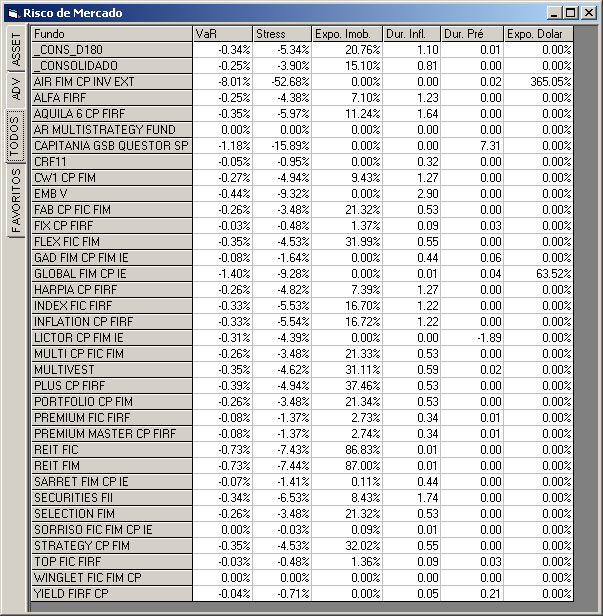 Risco de Mercado
ASSET
ADV
TODOS
FAVORITOS
Fundo VaR Stress Expo. Imob. Dur. Infl. Dur. Pré Expo. Dolar
_CONS_D180 -0.34% -5.34% 20.76% 1.10 0.01 0.00%
_CONSOLIDADO -0.25% -3.90% 15.10% 0.81 0.00 0.00%
AIR FIM CP INV EXT -8.01% -52.68% 0.00% 0.00 0.02 365.05%
ALFA FIRF -0.25% -4.38% 7.10% 1.23 0.00 0.00%
AQUILA 6 CP FIRF -0.35% -5.97% 11.24% 1.64 0.00 0.00%
AR MULTISTRATEGY FUND 0.00% 0.00% 0.00% 0.00 0.00 0.00%
CAPITANIA GSB QUESTOR SP -1.18% -15.89% 0.00% 0.00 7.31 0.00%
CRF11 -0.05% -0.95% 0.00% 0.32 0.00 0.00%
CW1 CP FIM -0.27% -4.94% 9.43% 1.27 0.00 0.00%
EMB V -0.44% -9.32% 0.00% 2.90 0.00 0.00%
FAB CP FIC FIM -0.26% -3.48% 21.32% 0.53 0.00 0.00%
FIX CP FIRF -0.03% -0.48% 1.37% 0.09 0.03 0.00%
FLEX FIC FIM -0.35% -4.53% 31.99% 0.55 0.00 0.00%
GAD FIM CP FIM IE -0.08% -1.64% 0.00% 0.44 0.06 0.00%
GLOBAL FIM CP IE -1.40% -9.28% 0.00% 0.01 0.04 63.52%
HARPIA CP FIRF -0.26% -4.82% 7.39% 1.27 0.00 0.00%
INDEX FIC FIRF -0.33% -5.53% 16.70% 1.22 0.00 0.00%
INFLATION CP FIRF -0.33% -5.54% 16.72% 1.22 0.00 0.00%
LICTOR CP FIM IE -0.31% -4.39% 0.00% 0.00 -1.89 0.00%
MULTI CP FIC FIM -0.26% -3.48% 21.33% 0.53 0.00 0.00%
MULTIVEST -0.35% -4.62% 31.11% 0.59 0.02 0.00%
PLUS CP FIRF -0.39% -4.94% 37.46% 0.53 0.00 0.00%
PORTFOLIO CP FIM -0.26% -3.48% 21.34% 0.53 0.00 0.00%
PREMIUM FIC FIRF -0.08% -1.37% 2.73% 0.34 0.01 0.00%
PREMIUM MASTER CP FIRF -0.08% -1.37% 2.74% 0.34 0.01 0.00%
REIT FIC -0.73% -7.43% 86.83% 0.01 0.00 0.00%
REIT FIM -0.73% -7.44% 87.00% 0.01 0.00 0.00%
SARRET FIM CP IE -0.07% -1.41% 0.11% 0.44 0.00 0.00%
SECURITIES FII -0.34% -6.53% 8.43% 1.74 0.00 0.00%
SELECTION FIM -0.26% -3.48% 21.32% 0.53 0.00 0.00%
SORRISO FIC FIM CP IE 0.00% -0.03% 0.09% 0.01 0.00 0.00%
STRATEGY CP FIM -0.35% -4.53% 32.02% 0.55 0.00 0.00%
TOP FIC FIRF -0.03% -0.48% 1.36% 0.09 0.03 0.00%
WINGLET FIC FIM CP 0.00% 0.00% 0.00% 0.00 0.00 0.00%
YIELD FIRF CP -0.04% -0.71% 0.00% 0.05 0.21 0.00%